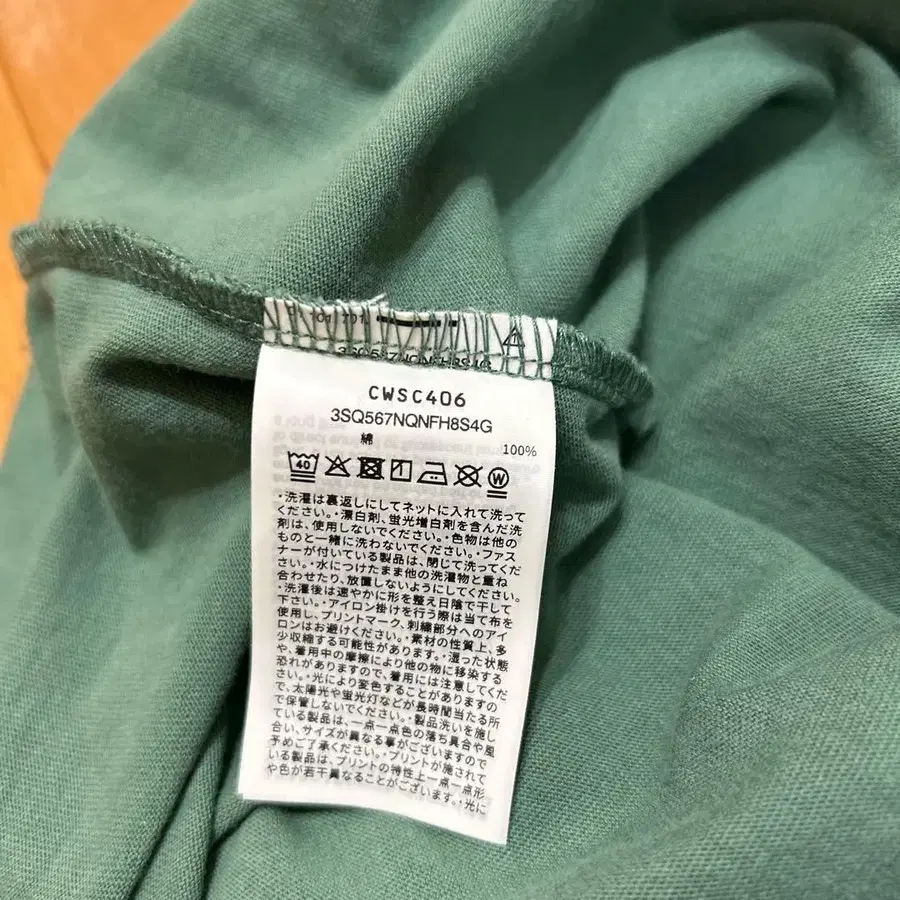 CWSC406
3SQ567NQNFH8S4G
綿 100%
40
W
・洗濯は裏返しにしてネットに入れて洗って
ください。・漂白剤、蛍光増白剤を含んだ洗
剤は、使用しないでください。・色物は他の
ものと一緒に洗わないでください。・ファス
ナーが付いている製品は、閉じて洗ってくだ
さい。・水につけたまま他の洗濯物と重ね
合わせたり、放置しないようにしてください。
・洗濯後は速やかに形を整え日陰で干して
下さい。・アイロン掛けを行う際は当て布を
使用し、プリントマーク、刺繍部分へのアイ
ロンはお避けください。・素材の性質上、多
少収縮する可能性があります。・湿った状態
や、着用中の摩擦により他の物に移染する
恐れがありますので、着用には注意してくだ
さい。・光により変色することがありますの
で、太陽光や蛍光灯などが長時間当たる所
で保管しないでください。・製品洗いを施し
ている製品は、一点一点色の落ち具合や風
合い、サイズが異なる事がございますので
予めご了承ください。・プリントが施されて
いる製品は、プリントの特性上一点一点形
や色が若干異なることがございます。・光に